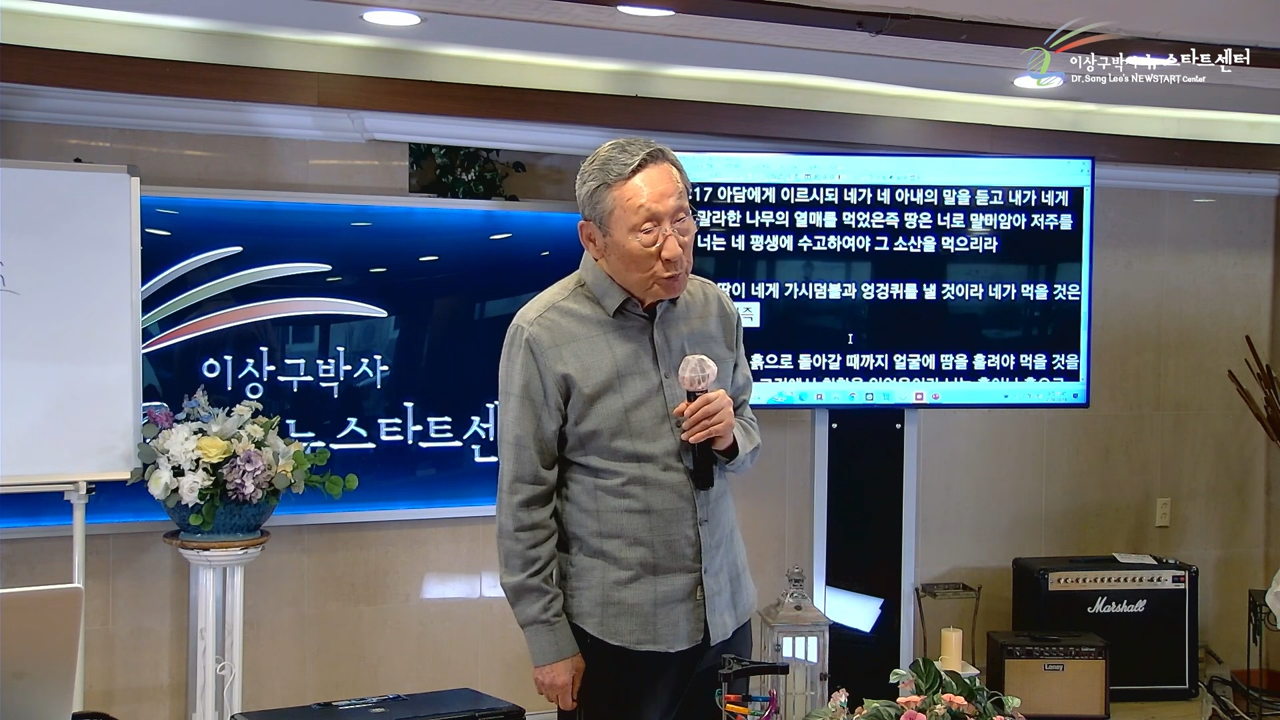 이상구박사뉴스타트센터
Dr. Sang Lee's NEWSTART Center
:17 아담에게 이르시되 네가 네 아내의 말을 듣고 내가 네게
말라한 나무의 열매를 먹었은즉 땅은 너로 말미암아 저주를
너는 네 평생에 수고하여야 그 소산을 먹으리라
땅이 네게 가시덤불과 엉겅퀴를 낼 것이라 네가 먹을 것은
즉
흙으로 돌아갈 때까지 얼굴에 땀을 흘려야 먹을 것을
이상구박사
뉴스타트센
Marshall
Laney